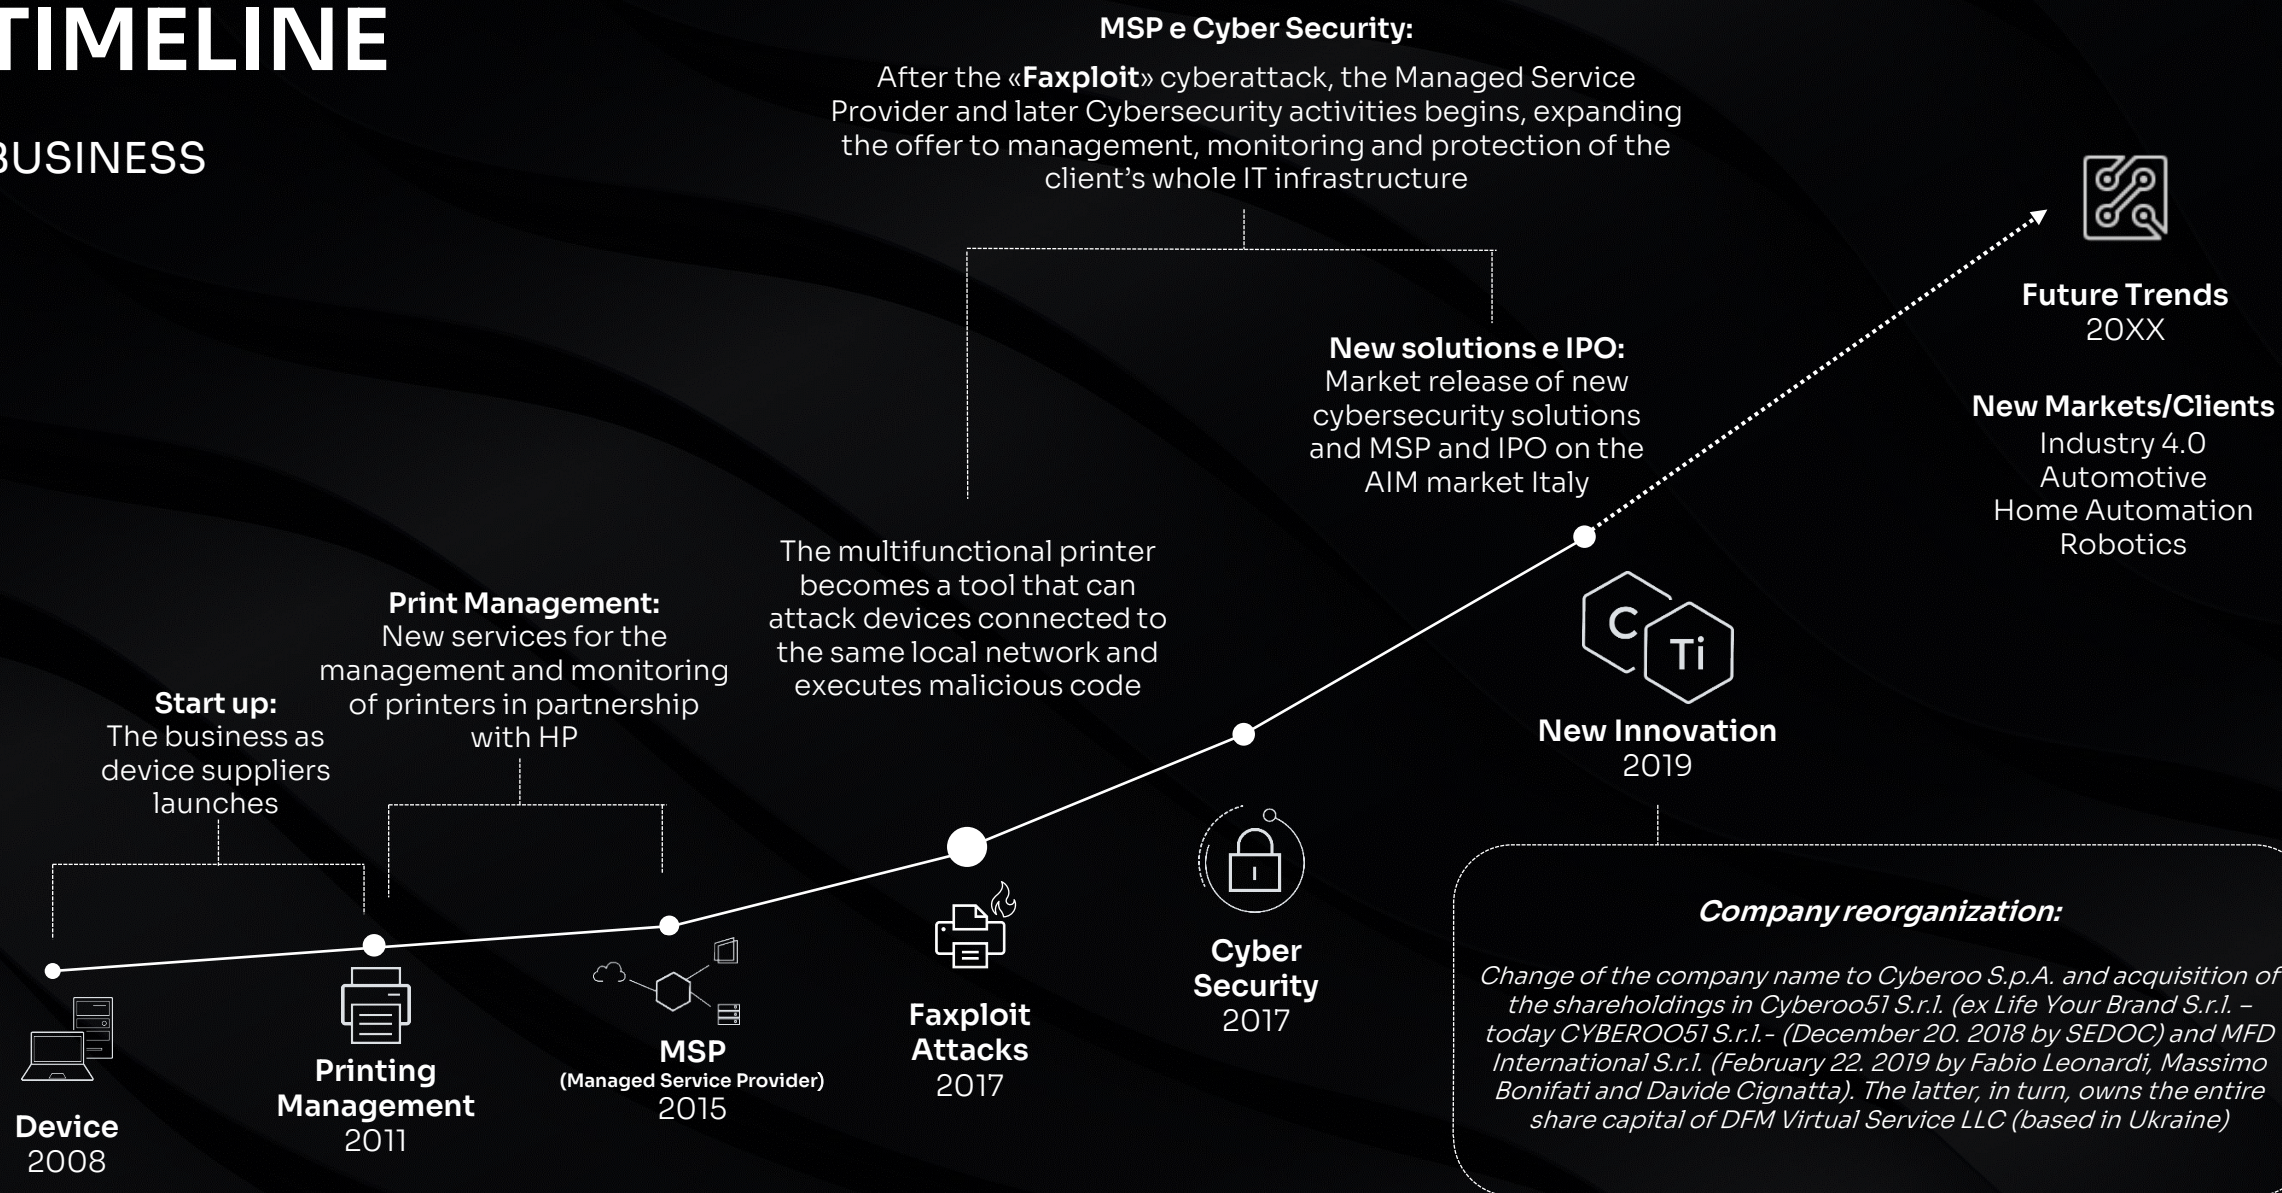 TIMELINE
BUSINESS
MSP e Cyber Security:
After the «Faxploit» cyberattack, the Managed Service
Provider and later Cybersecurity activities begins, expanding
the offer to management, monitoring and protection of the
client's whole IT infrastructure
Future Trends
20XX
New Markets/Clients
Industry 4.0
Automotive
Home Automation
Robotics
New solutions e IPO:
Market release of new
cybersecurity solutions
and MSP and IPO on the
AIM market Italy
The multifunctional printer
becomes a tool that can
attack devices connected to
the same local network and
executes malicious code
Print Management:
New services for the
management and monitoring
of printers in partnership
with HP
Start up:
The business as
device suppliers
launches
C
Ti
New Innovation
2019
Device
2008
Printing
Management
2011
MSP
(Managed Service Provider)
2015
Faxploit
Attacks
2017
Cyber
Security
2017
Company reorganization:
Change of the company name to Cyberoo S.p.A. and acquisition of
the shareholdings in Cyberoo51 S.r.l. (ex Life Your Brand S.r.l. –
today CYBEROO51 S.r.l.- (December 20. 2018 by SEDOC) and MFD
International S.r.l. (February 22. 2019 by Fabio Leonardi, Massimo
Bonifati and Davide Cignatta). The latter, in turn, owns the entire
share capital of DFM Virtual Service LLC (based in Ukraine)